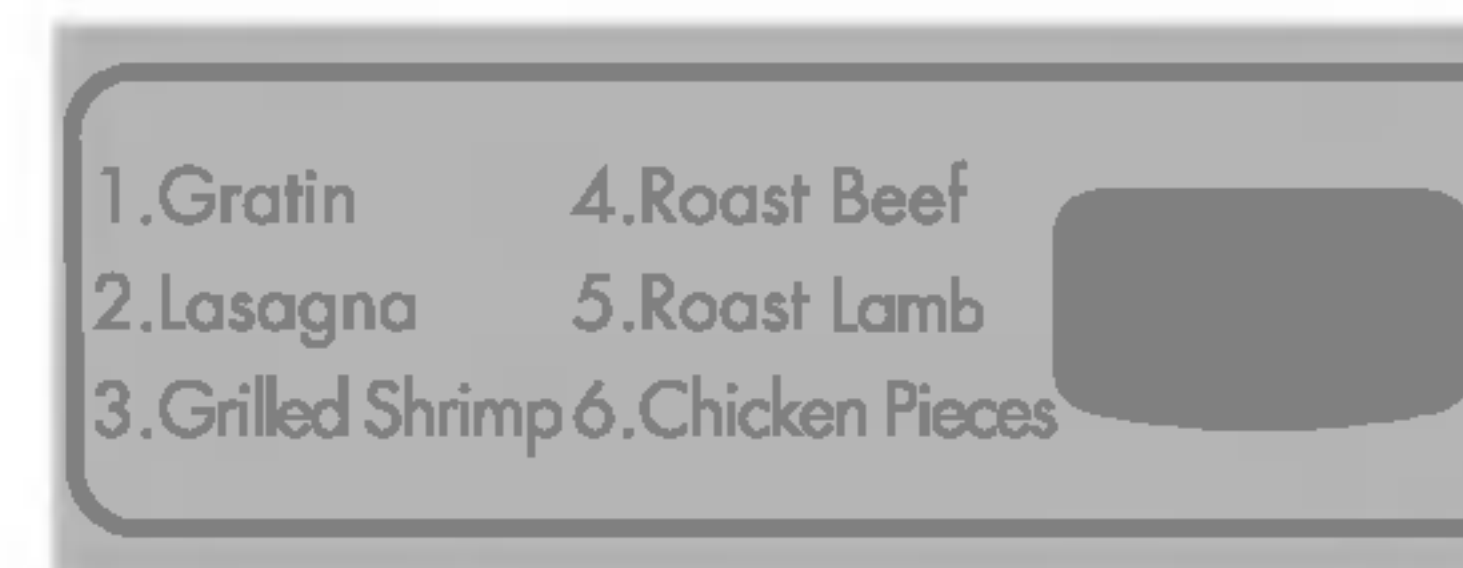 1.Gratin
2.Lasagna
3.Grilled Shrimp
4.Roast Beef
5.Roast Lamb
6.Chicken Pieces